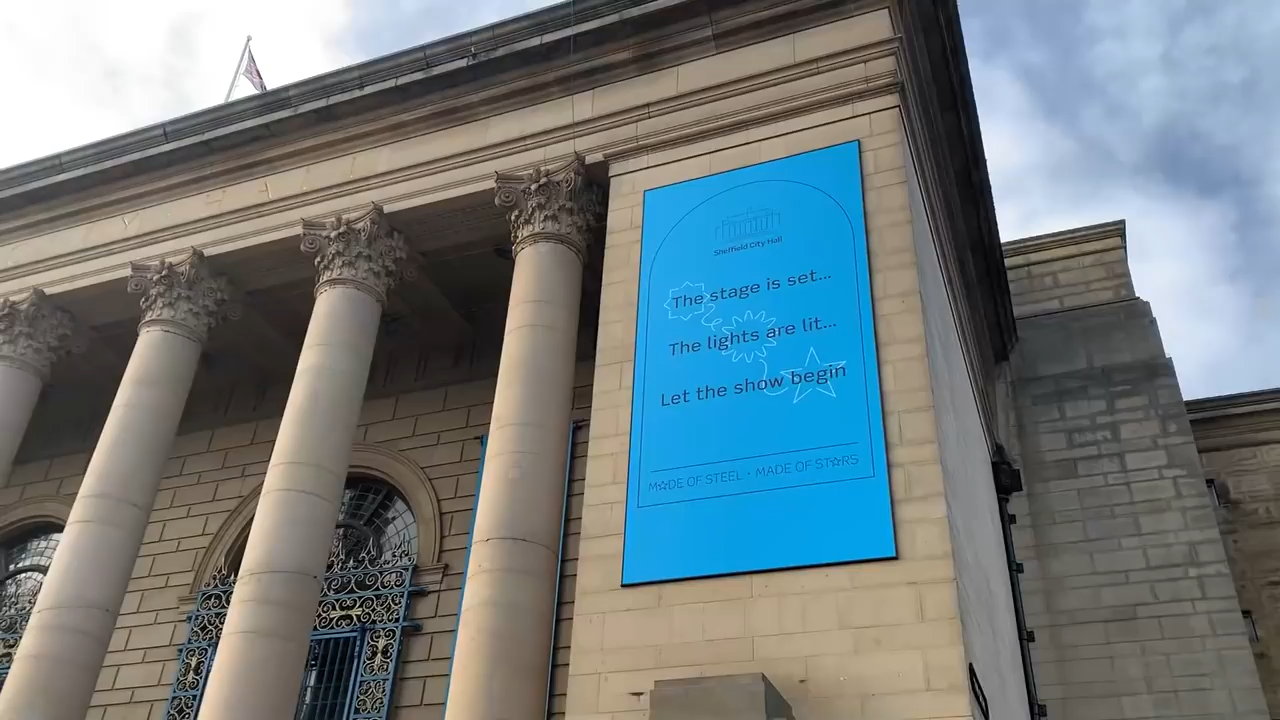 Sheffield City Hall
The stage is set...
The lights are lit...
Let the show begin
MADE OF STEEL · MADE OF STARS